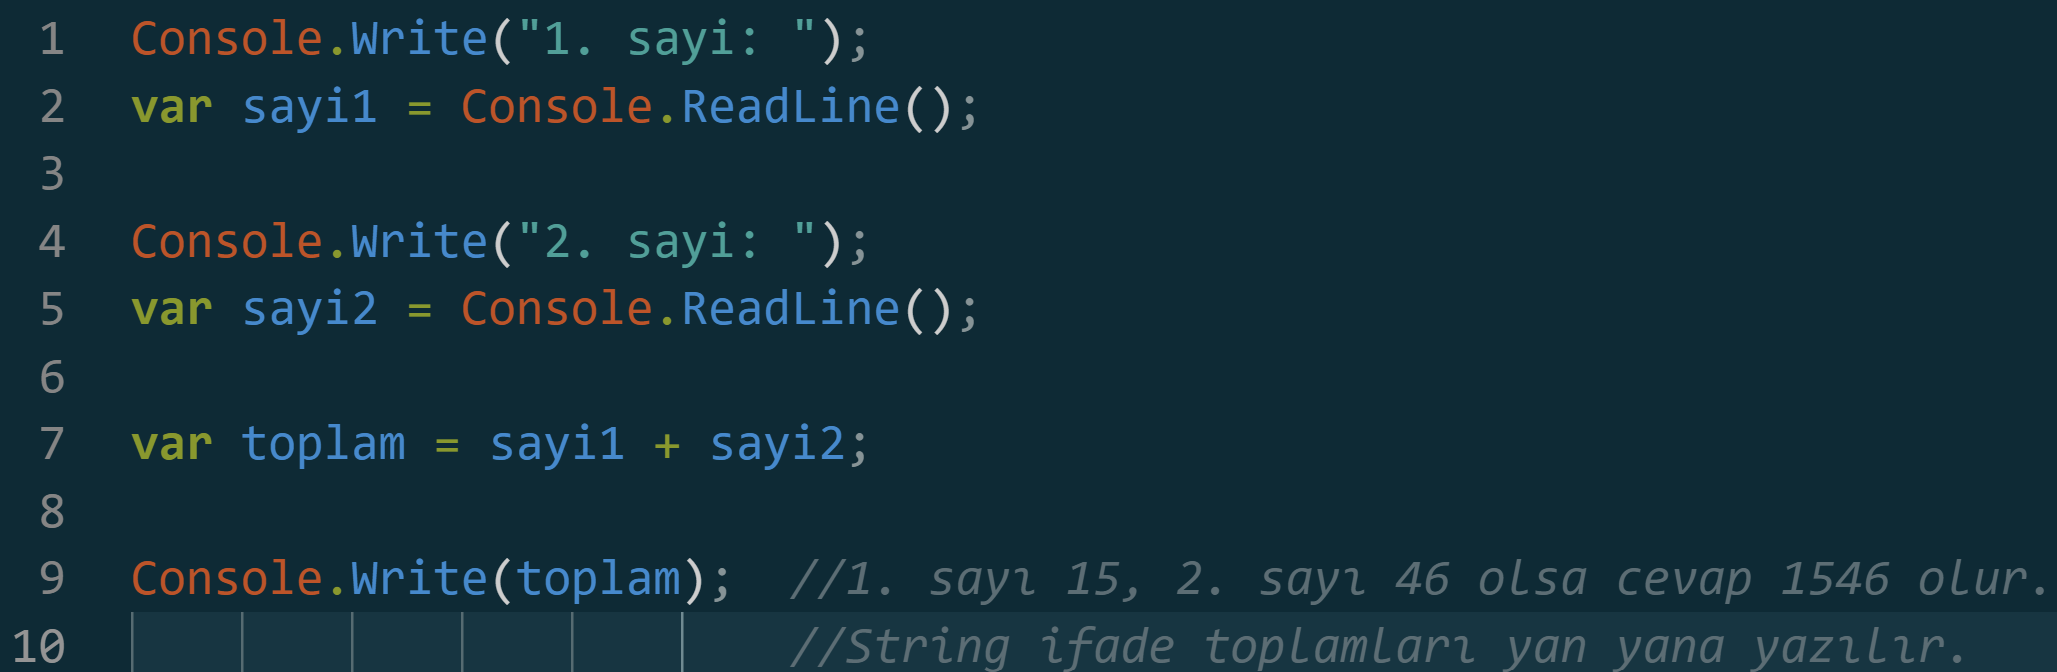 1 Console.Write("1. sayi: ");
2 var sayi1 = Console.ReadLine();
3
4 Console.Write("2. sayi: ");
5 var sayi2 = Console.ReadLine();
6
7 var toplam = sayi1 + sayi2;
8
9 Console.Write(toplam); //1. sayı 15, 2. sayı 46 olsa cevap 1546 olur.
10 //String ifade toplamları yan yana yazılır.